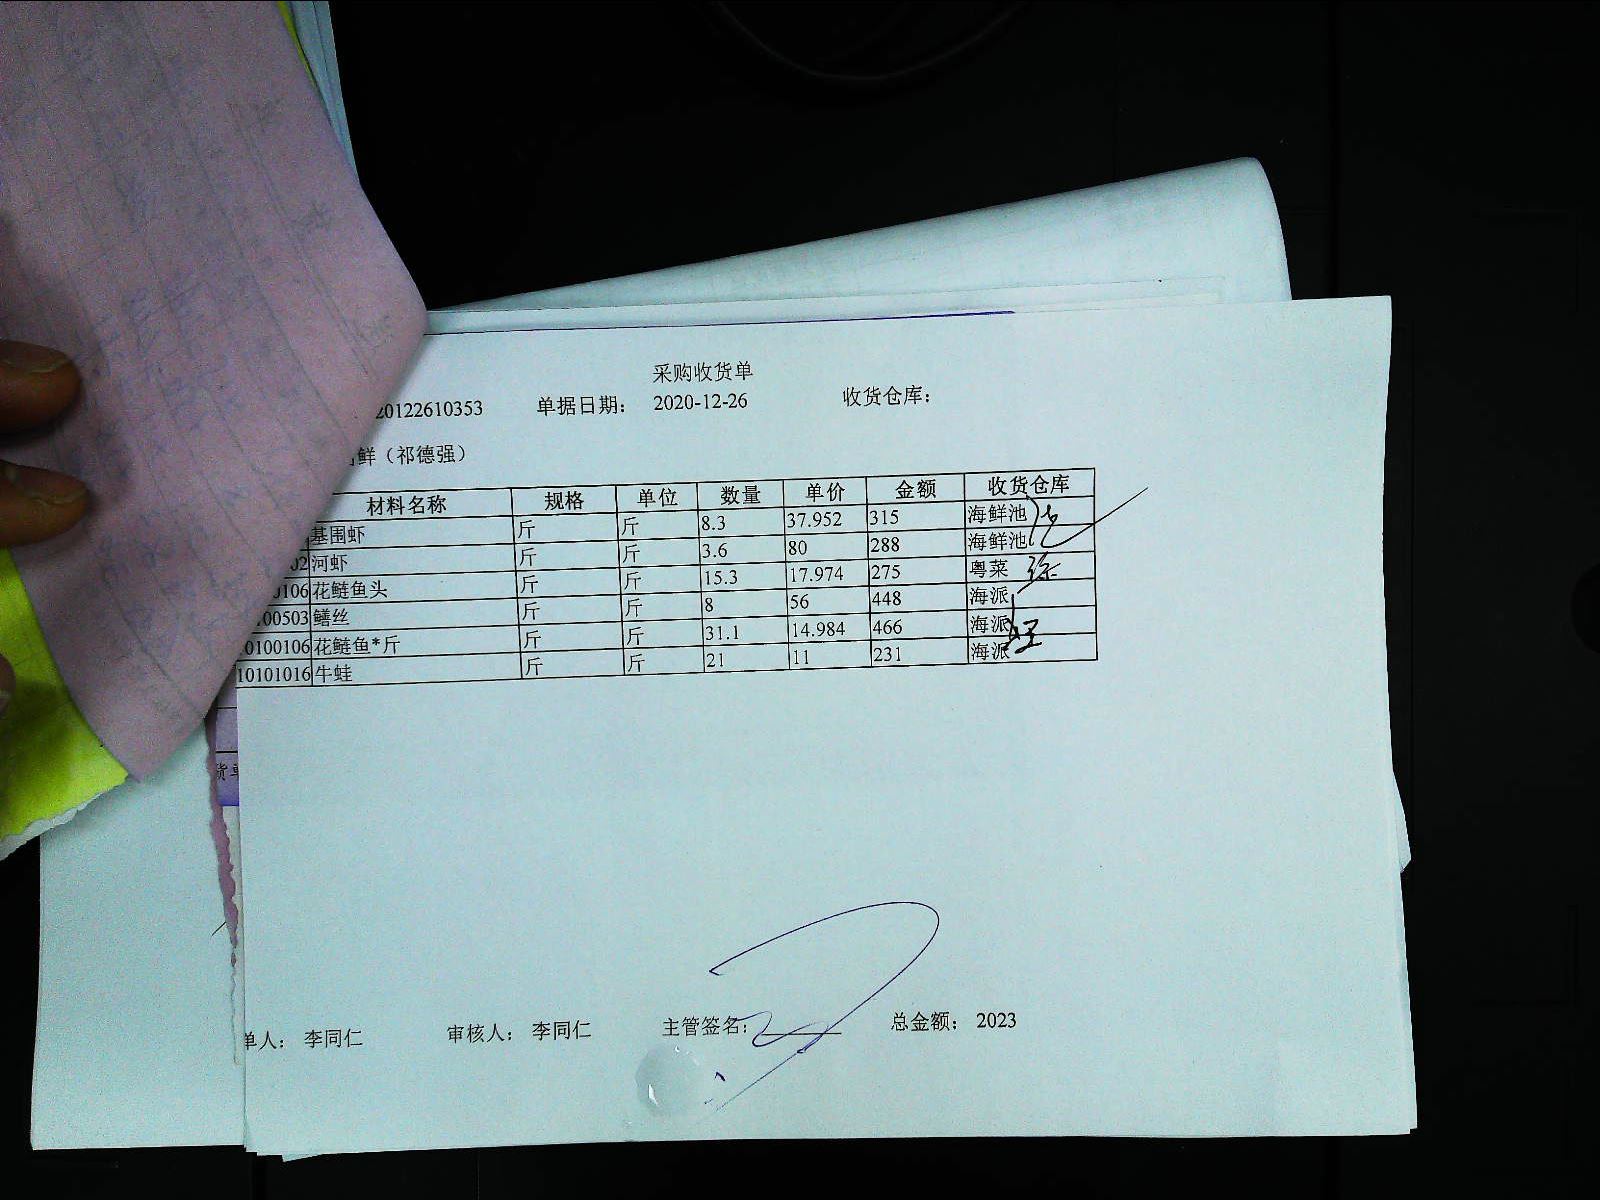 采购收货单
20122610353 单据日期： 2020-12-26 收货仓库：
鲜（祁德强）
材料名称 规格 单位 数量 单价 金额 收货仓库
基围虾 斤 斤 8.3 37.952 315 海鲜池
02 河虾 斤 斤 3.6 80 288 海鲜池
0106 花鲢鱼头 斤 斤 15.3 17.974 275 粤菜 徐
100503 鳝丝 斤 斤 8 56 448 海派
0100106 花鲢鱼*斤 斤 斤 31.1 14.984 466 海派
10101016 牛蛙 斤 斤 21 11 231 海派
货单
单人： 李同仁 审核人： 李同仁 主管签名： 总金额： 2023